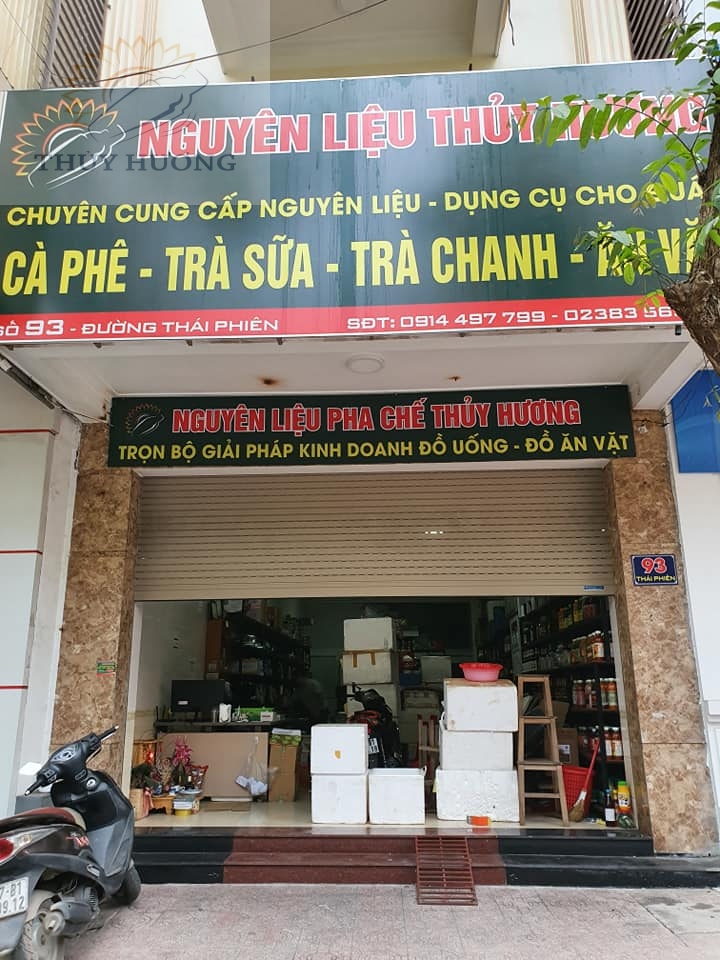 NGUYÊN LIỆU THỦY HƯƠNG
THỦY HƯƠNG
CHUYÊN CUNG CẤP NGUYÊN LIỆU - DỤNG CỤ CHO
CÀ PHÊ - TRÀ SỮA - TRÀ CHANH - ĂN
SỐ 93 - ĐƯỜNG THÁI PHIÊN SĐT: 0914 497 799 - 02383
NGUYÊN LIỆU PHA CHẾ THỦY HƯƠNG
TRỌN BỘ GIẢI PHÁP KINH DOANH ĐỒ UỐNG - ĐỒ ĂN VẶT
93
THÁI PHIÊN